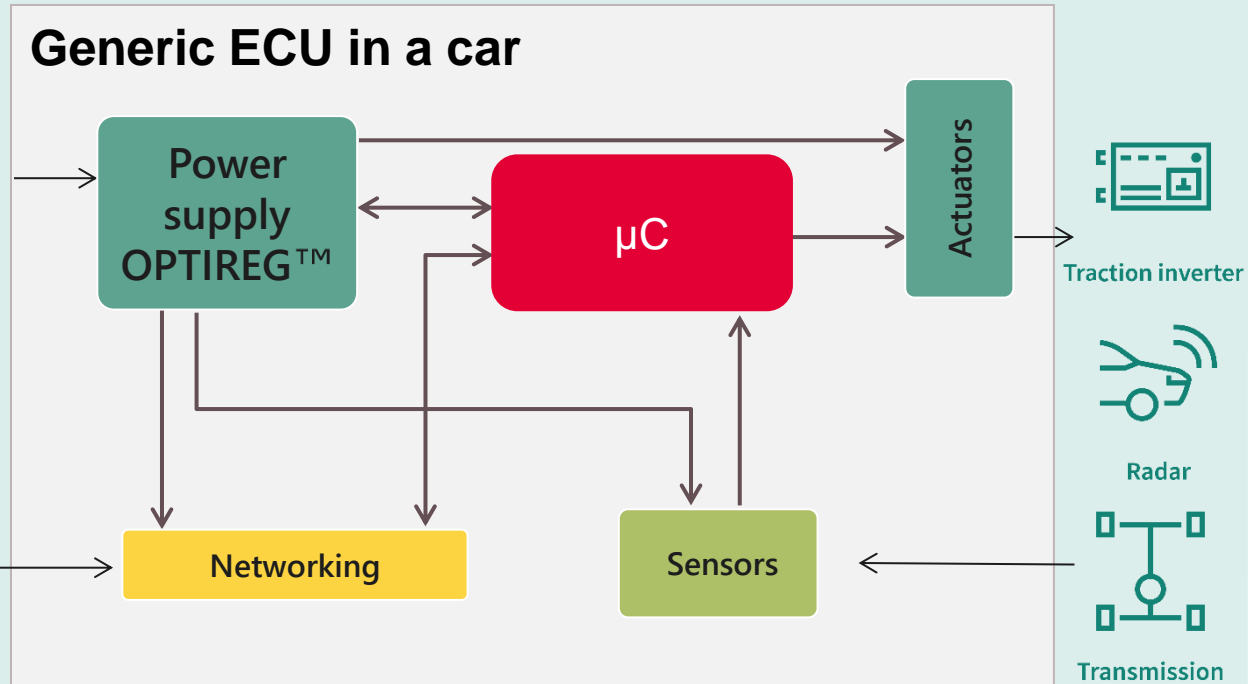 Generic ECU in a car
Power
supply
OPTIREG™
µC
Actuators
Networking
Sensors
Traction inverter
Radar
Transmission